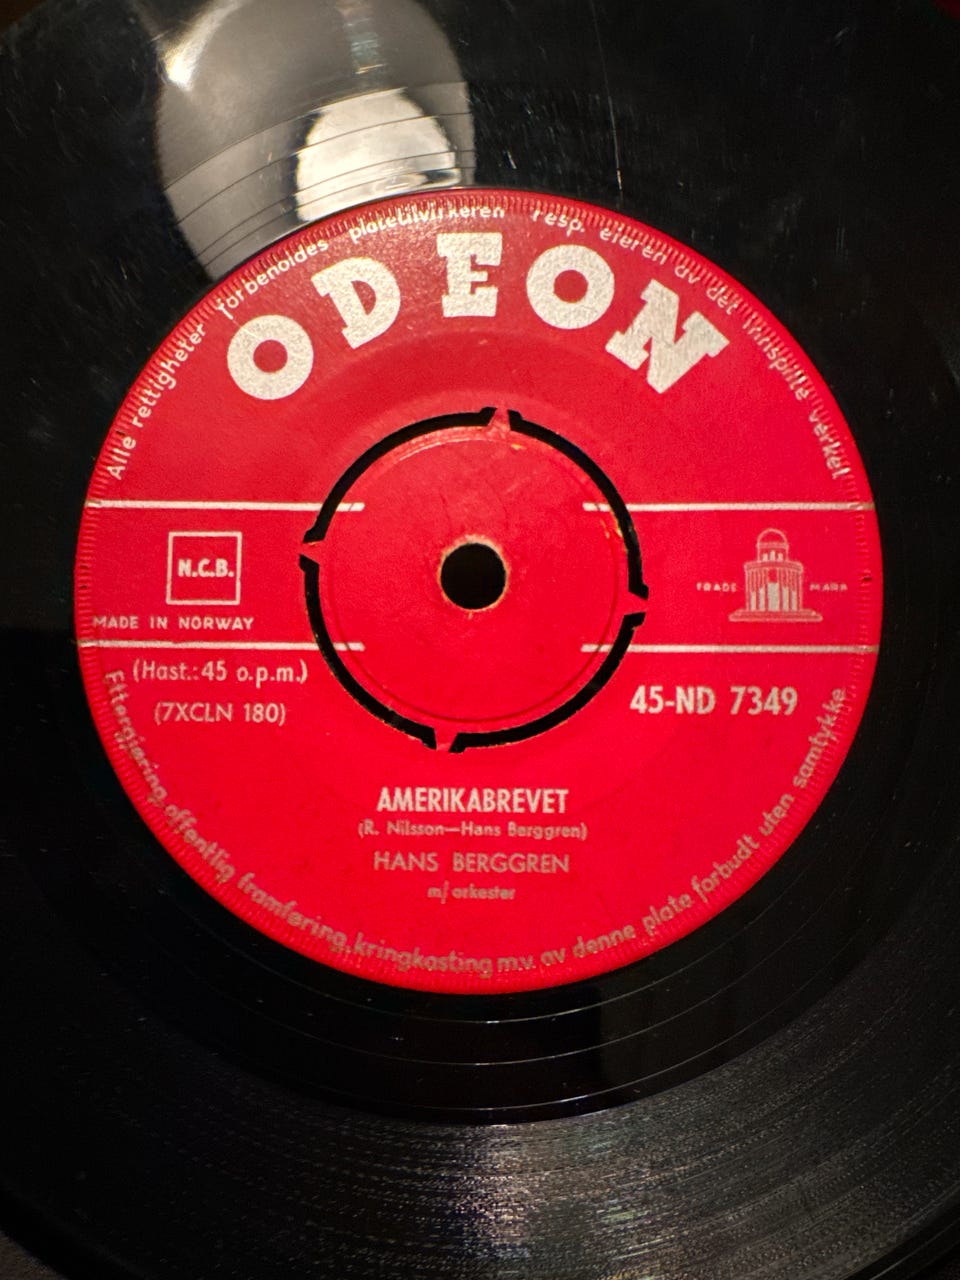 Alle rettigheter forbeholdes platetilvirkeren resp. eieren av det innspilte verket
ODEON
N.C.B.
MADE IN NORWAY
TRADE MARK
(Hast.: 45 o.p.m.)
(7XCLN 180)
45-ND 7349
AMERIKABREVET
(R. Nilsson—Hans Berggren)
HANS BERGGREN
m/ orkester
Eftergjøring, offentlig framføring, kringkasting m.v. av denne plate forbudt uten samtykke